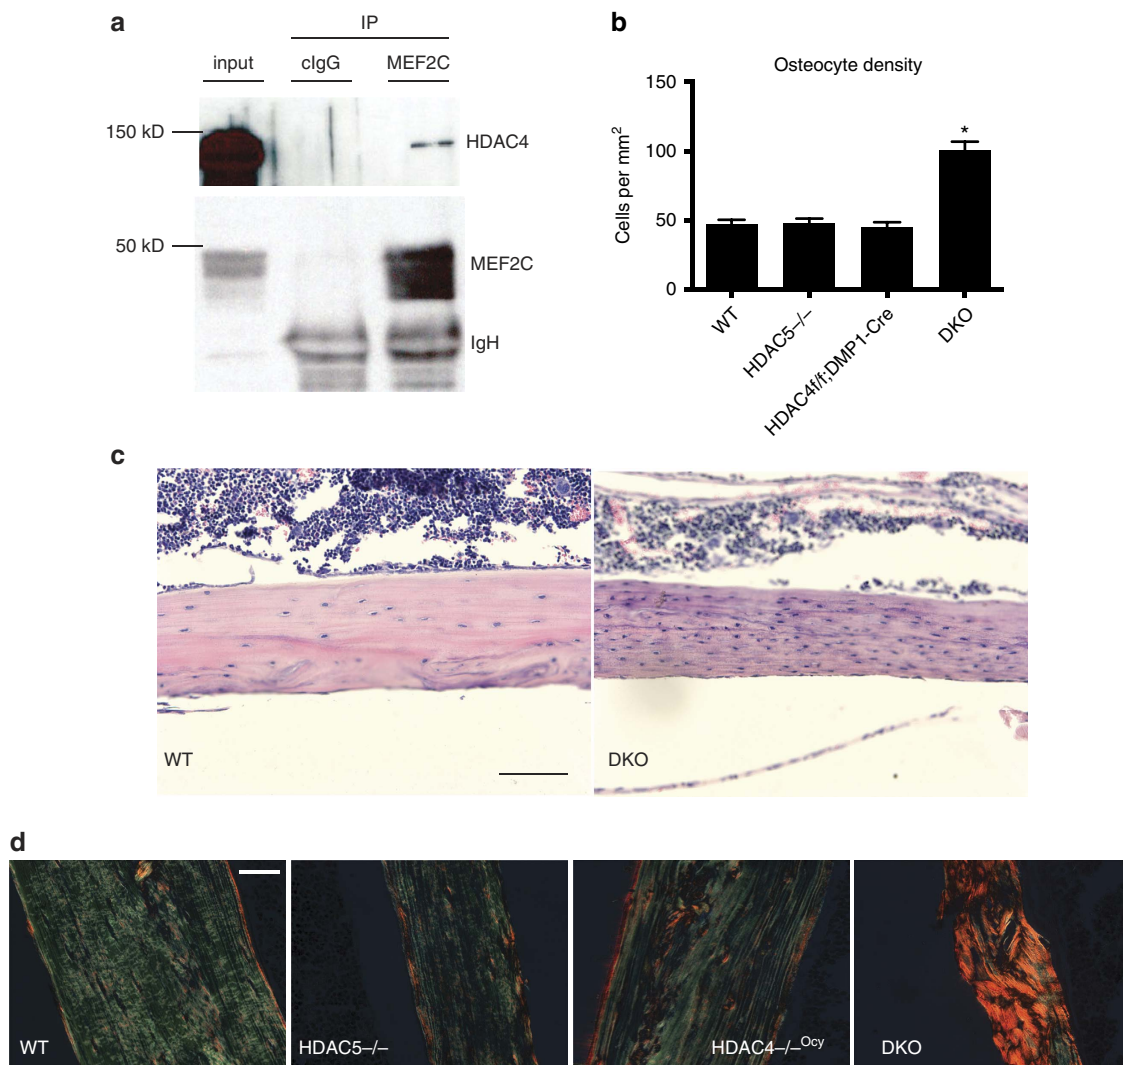 a
IP
input
cIgG
MEF2C
150 kD
HDAC4
50 kD
MEF2C
IgH
b
Osteocyte density
150
100
50
0
Cells per mm2
*
WT
HDAC5–/–
HDAC4f/f;DMP1-Cre
DKO
c
WT
DKO
d
WT
HDAC5–/–
HDAC4–/–Ocy
DKO